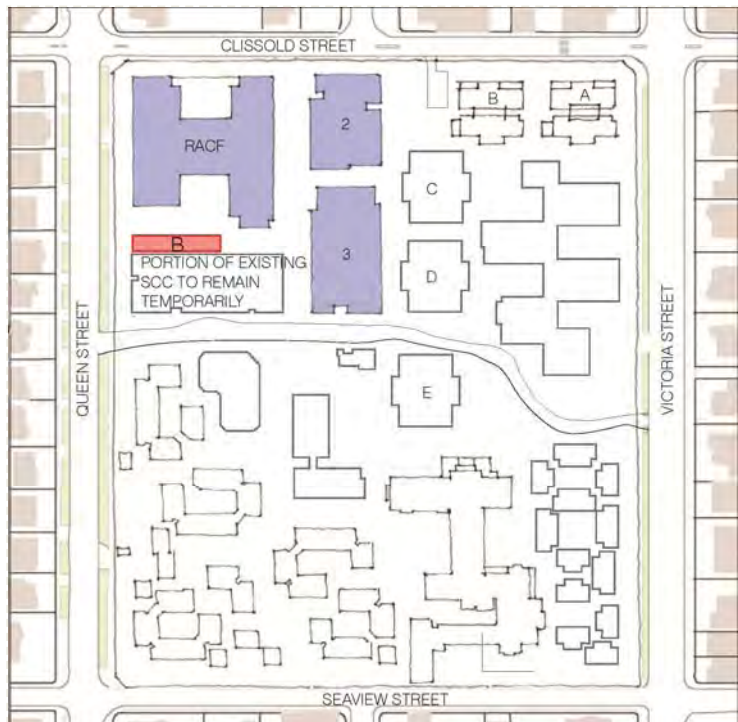 CLISSOLD STREET
B
A
2
RACF
C
B
PORTION OF EXISTING
SCC TO REMAIN
TEMPORARILY
3
D
QUEEN STREET
VICTORIA STREET
E
SEAVIEW STREET